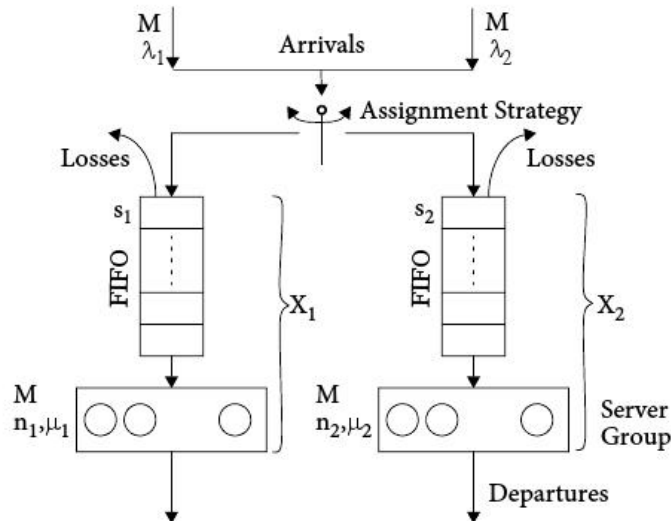 M
λ₁
Arrivals
M
λ₂
Assignment Strategy
Losses
Losses
s₁
s₂
FIFO
FIFO
X₁
X₂
M
n₁,μ₁
M
n₂,μ₂
Server
Group
Departures